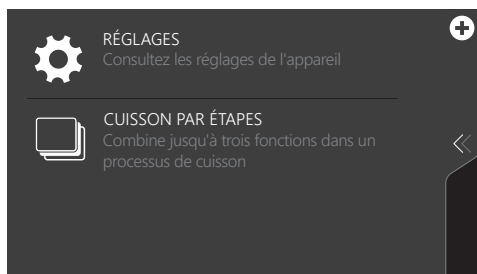 RÉGLAGES
Consultez les réglages de l'appareil
CUISSON PAR ÉTAPES
Combine jusqu'à trois fonctions dans un
processus de cuisson